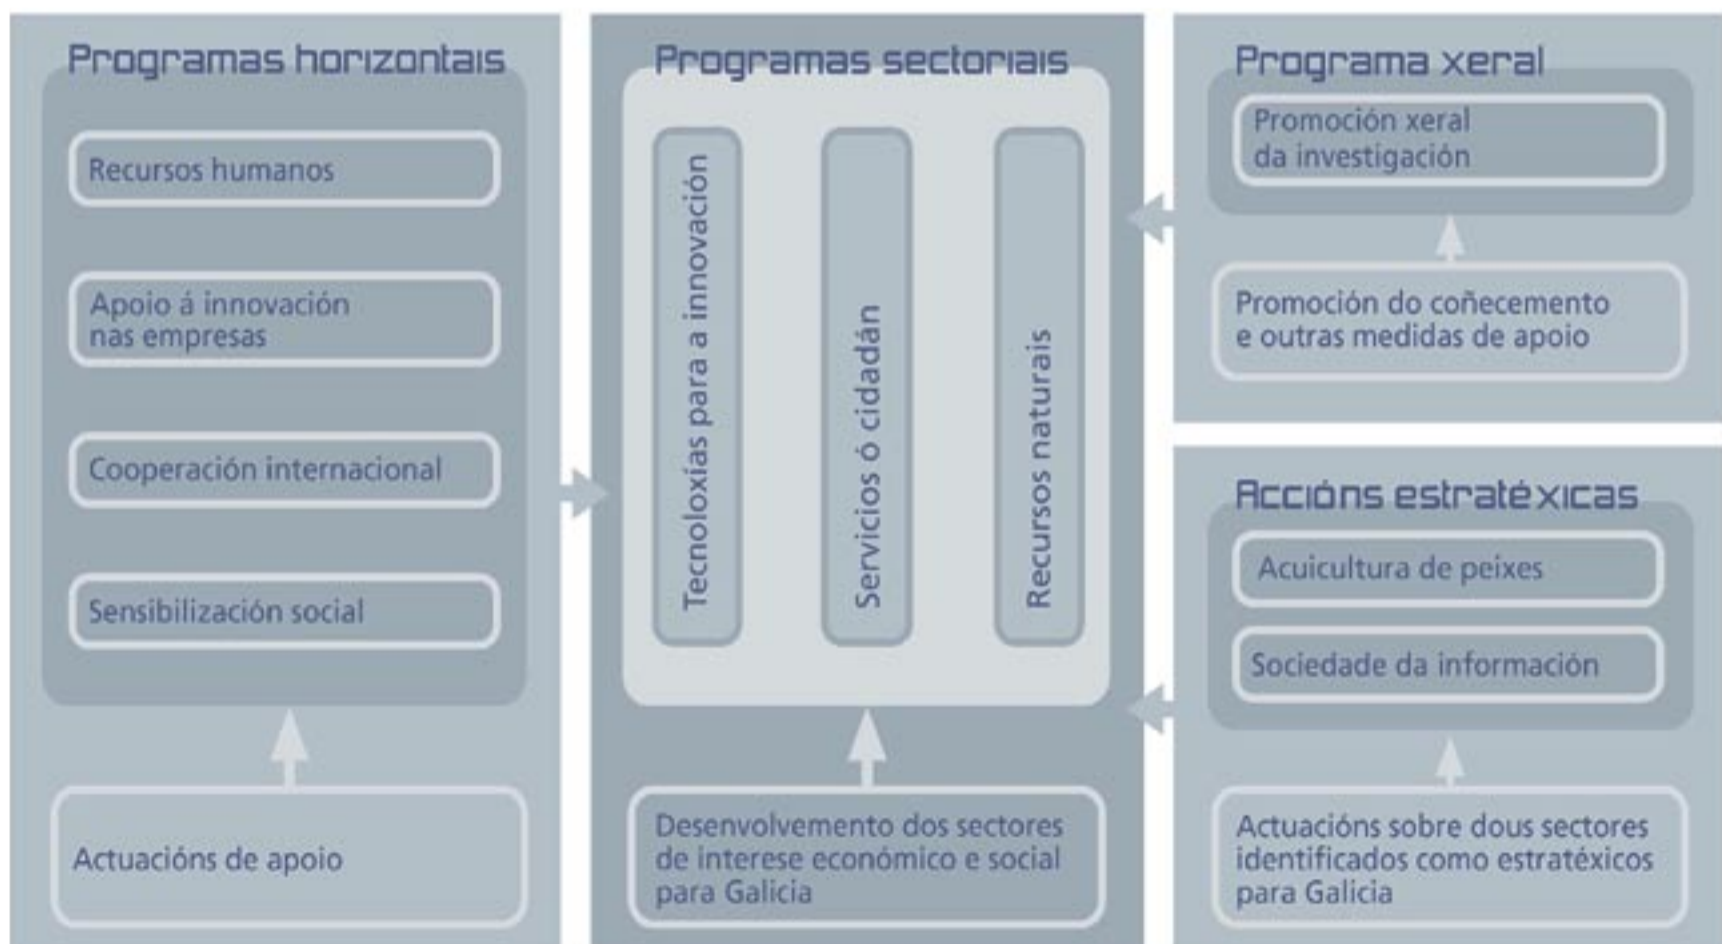 Programas horizontais
Recursos humanos
Apoio á innovación
nas empresas
Cooperación internacional
Sensibilización social
Actuacións de apoio
Programas sectoriais
Tecnoloxías para a innovación
Servicios ó cidadán
Recursos naturais
Desenvolvemento dos sectores
de interese económico e social
para Galicia
Programa xeral
Promoción xeral
da investigación
Promoción do coñecemento
e outras medidas de apoio
Accións estratéxicas
Acuicultura de peixes
Sociedade da información
Actuacións sobre dous sectores
identificados como estratéxicos
para Galicia